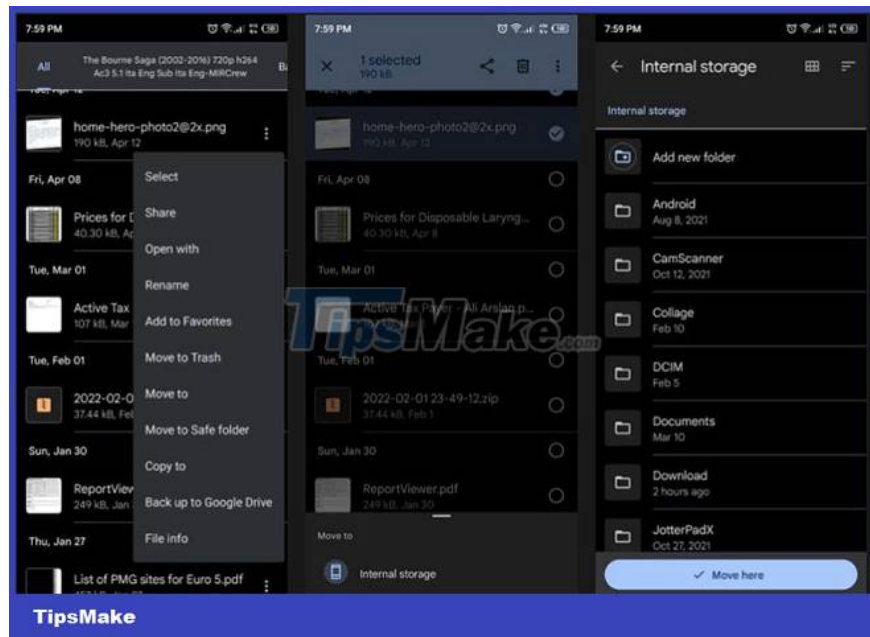 7:59 PM
All
The Bourne Saga (2002-2016) 720p h264
Ac3 5.1 Ita Eng Sub Ita Eng-MIRCrew
home-hero-photo2@2x.png
190 kB, Apr 12
Select
Fri, Apr 08
Share
Prices for
40.30 kB,
Open with
Tue, Mar 01
Rename
Active Tax
107 kB, Mar
Add to Favorites
Tue, Feb 01
Move to Trash
2022-02-0
37.44 kB,
Move to
Move to Safe folder
Sun, Jan 30
Copy to
ReportView
249 kB, Jan
Back up to Google Drive
Thu, Jan 27
File info
List of PMG sites for Euro 5.pdf
7:59 PM
1 selected
190 kB
home-hero-photo2@2x.png
190 kB, Apr 12
Fri, Apr 08
Prices for Disposable Laryng...
40.30 kB, Apr 8
Tue, Mar 01
Active Tax Payer - Ali Arslan p...
Tue, Feb 01
2022-02-01 23-49-12.zip
37.44 kB, Feb 1
Sun, Jan 30
ReportViewer.pdf
249 kB, Jan 30
Move to
Internal storage
7:59 PM
Internal storage
Internal storage
Add new folder
Android
Aug 8, 2021
CamScanner
Oct 12, 2021
Collage
Feb 10
DCIM
Feb 5
Documents
Mar 10
Download
2 hours ago
JotterPadX
Oct 27, 2021
Move here
TipsMake.com
TipsMake